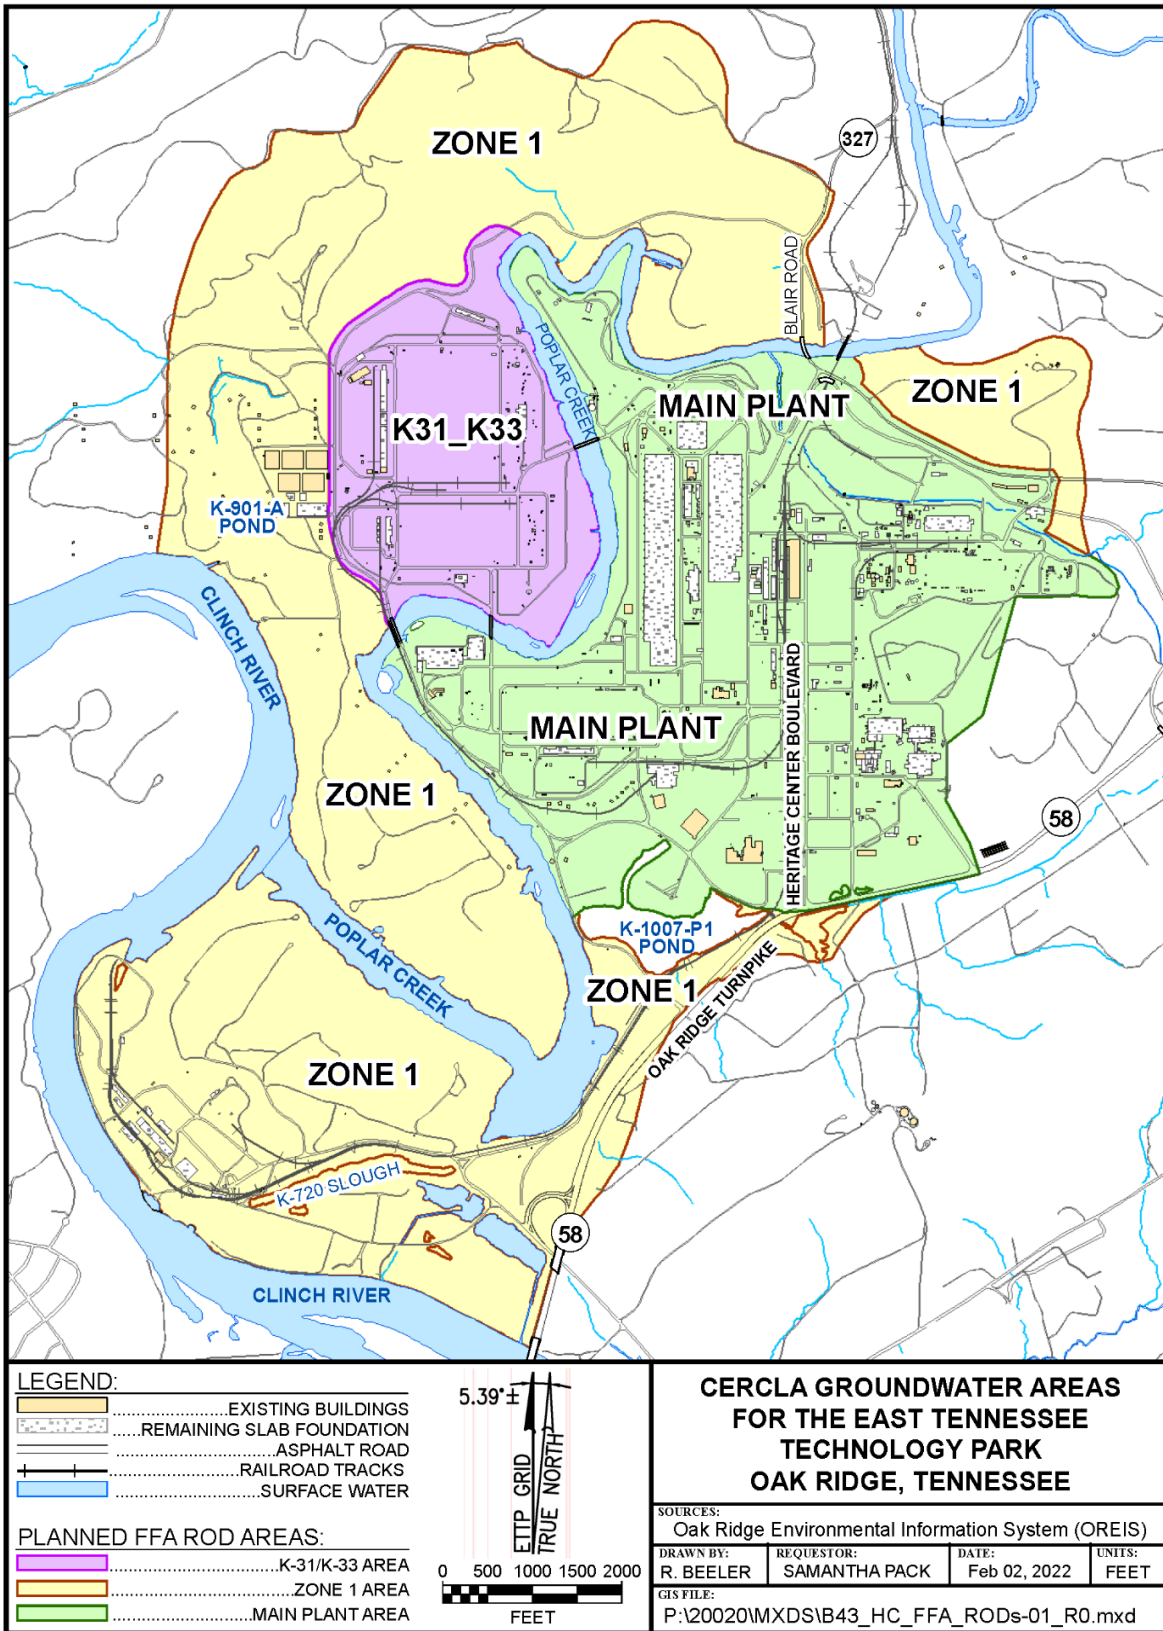 ZONE 1
327
BLAIR ROAD
POPLAR CREEK
ZONE 1
MAIN PLANT
K31_K33
K-901-A
POND
CLINCH RIVER
HERITAGE CENTER BOULEVARD
MAIN PLANT
ZONE 1
58
POPLAR CREEK
K-1007-P1
POND
ZONE 1
OAK RIDGE TURNPIKE
ZONE 1
K-720 SLOUGH
58
CLINCH RIVER
LEGEND:
EXISTING BUILDINGS
REMAINING SLAB FOUNDATION
ASPHALT ROAD
RAILROAD TRACKS
SURFACE WATER
PLANNED FFA ROD AREAS:
K-31/K-33 AREA
ZONE 1 AREA
MAIN PLANT AREA
5.39°±
ETTP GRID
TRUE NORTH
0 500 1000 1500 2000
FEET
CERCLA GROUNDWATER AREAS
FOR THE EAST TENNESSEE
TECHNOLOGY PARK
OAK RIDGE, TENNESSEE
SOURCES:
Oak Ridge Environmental Information System (OREIS)
DRAWN BY:
R. BEELER
REQUESTOR:
SAMANTHA PACK
DATE:
Feb 02, 2022
UNITS:
FEET
GIS FILE:
P:\20020\MXDS\B43_HC_FFA_RODs-01_R0.mxd